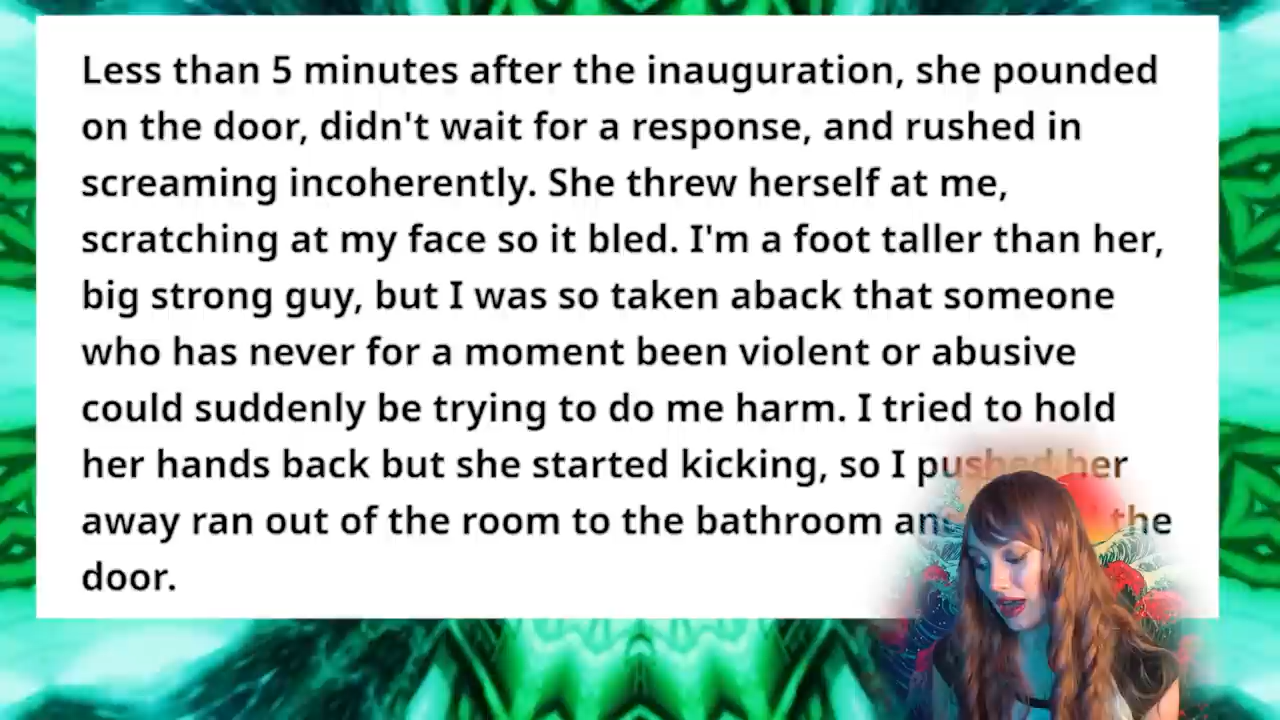 Less than 5 minutes after the inauguration, she pounded
on the door, didn't wait for a response, and rushed in
screaming incoherently. She threw herself at me,
scratching at my face so it bled. I'm a foot taller than her,
big strong guy, but I was so taken aback that someone
who has never for a moment been violent or abusive
could suddenly be trying to do me harm. I tried to hold
her hands back but she started kicking, so I pushed her
away ran out of the room to the bathroom the
door.